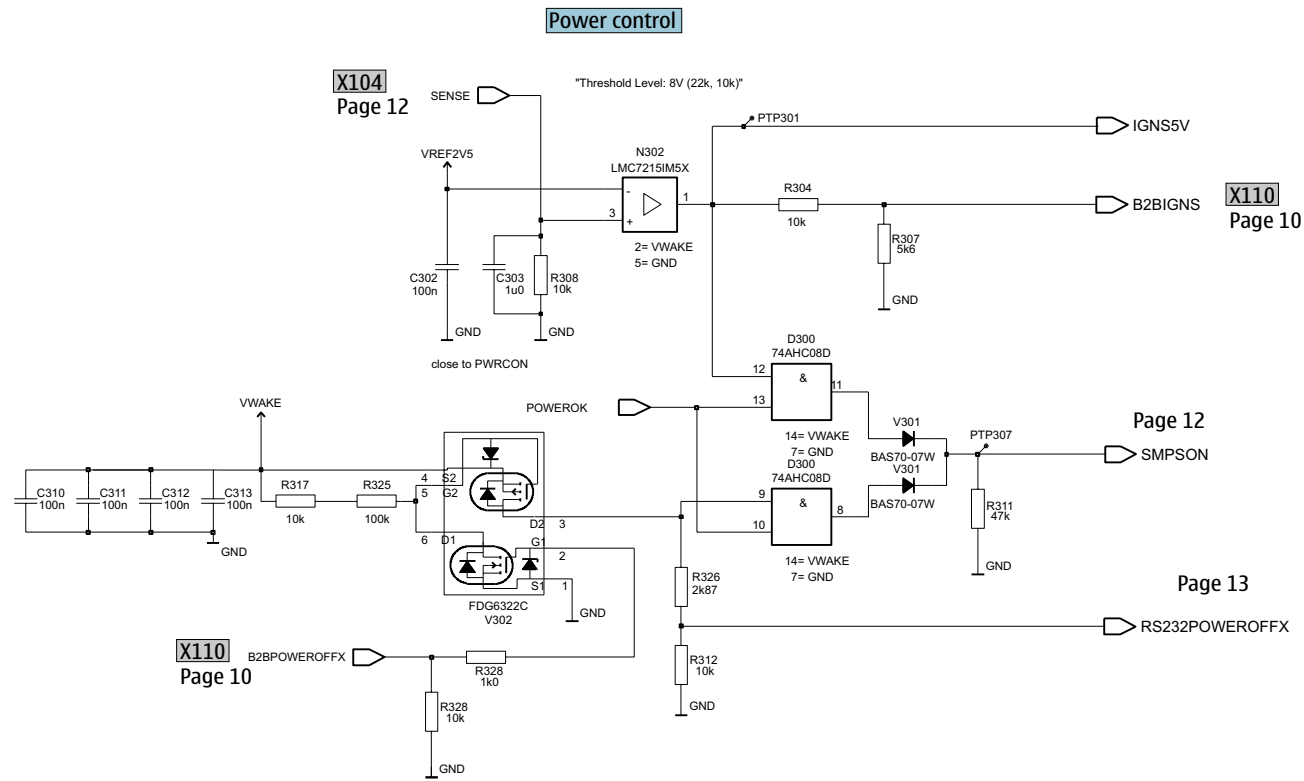 Power control
X104
Page 12
SENSE
"Threshold Level: 8V (22k, 10k)"
PTP301
IGNS5V
VREF2V5
N302
LMC7215IM5X
-
3
+
1
2= VWAKE
5= GND
R304
10k
B2BIGNS
X110
Page 10
R307
5k6
GND
C302
100n
C303
1u0
R308
10k
GND
GND
close to PWRCON
D300
74AHC08D
12
&
11
13
POWEROK
14= VWAKE
7= GND
V301
BAS70-07W
PTP307
Page 12
SMPSON
D300
74AHC08D
V301
BAS70-07W
9
&
8
10
14= VWAKE
7= GND
R311
47k
GND
VWAKE
C310
100n
C311
100n
C312
100n
C313
100n
GND
R317
10k
R325
100k
4
S2
5
G2
D2
3
6
D1
G1
2
S1
1
GND
FDG6322C
V302
R326
2k87
Page 13
RS232POWEROFFX
R312
10k
GND
X110
Page 10
B2BPOWEROFFX
R328
1k0
R328
10k
GND